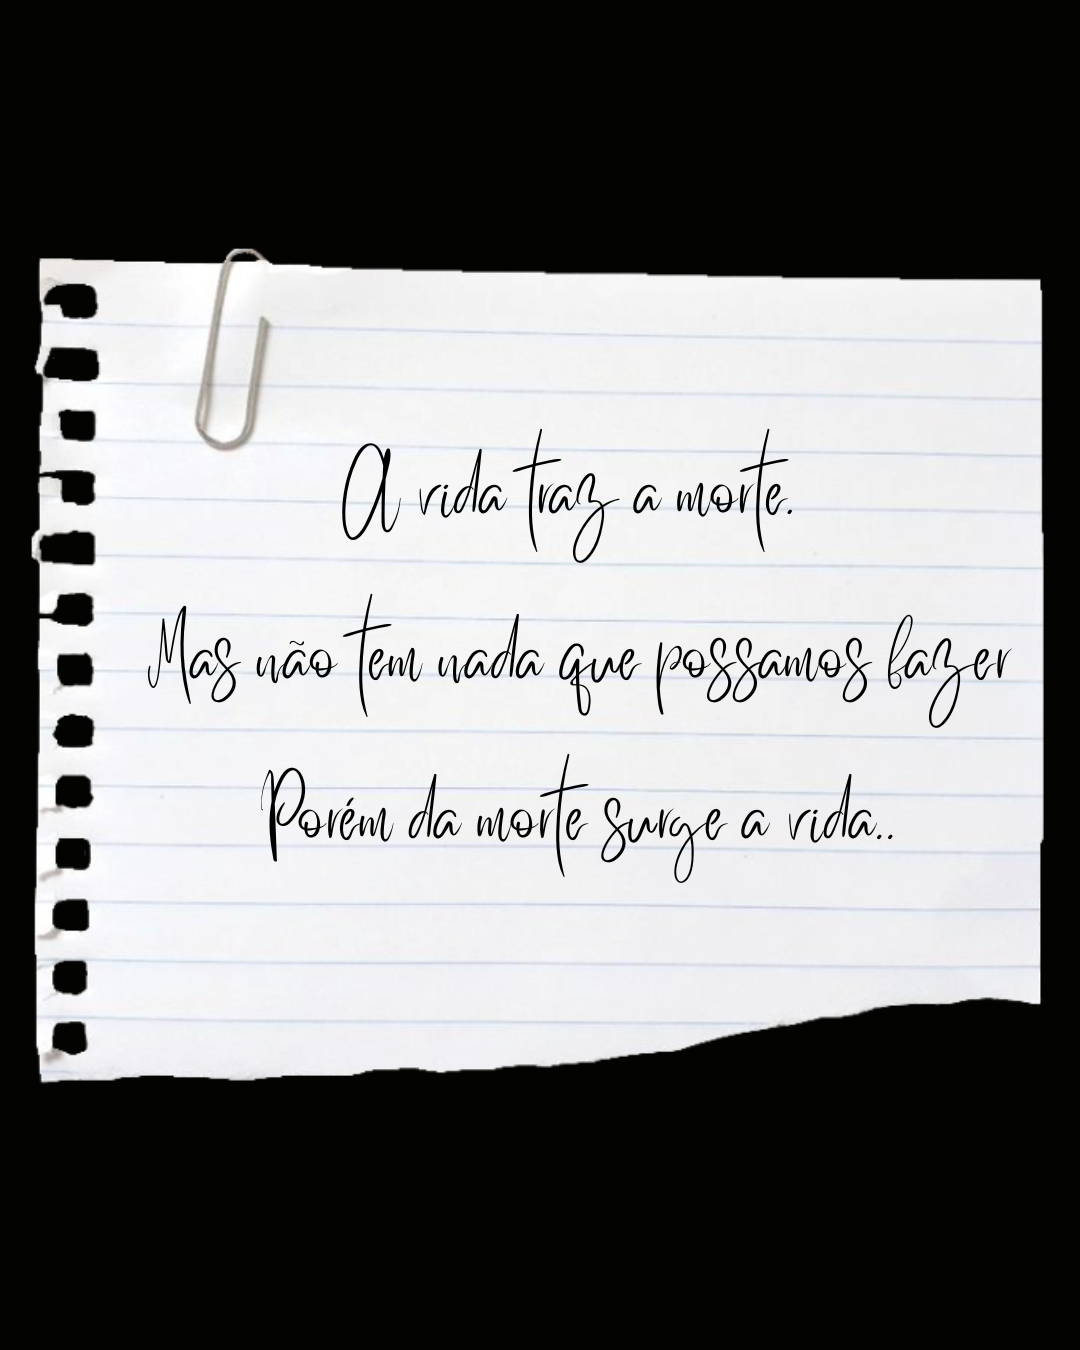 A vida traz a morte.
Mas não tem nada que possamos fazer
Porém da morte surge a vida..